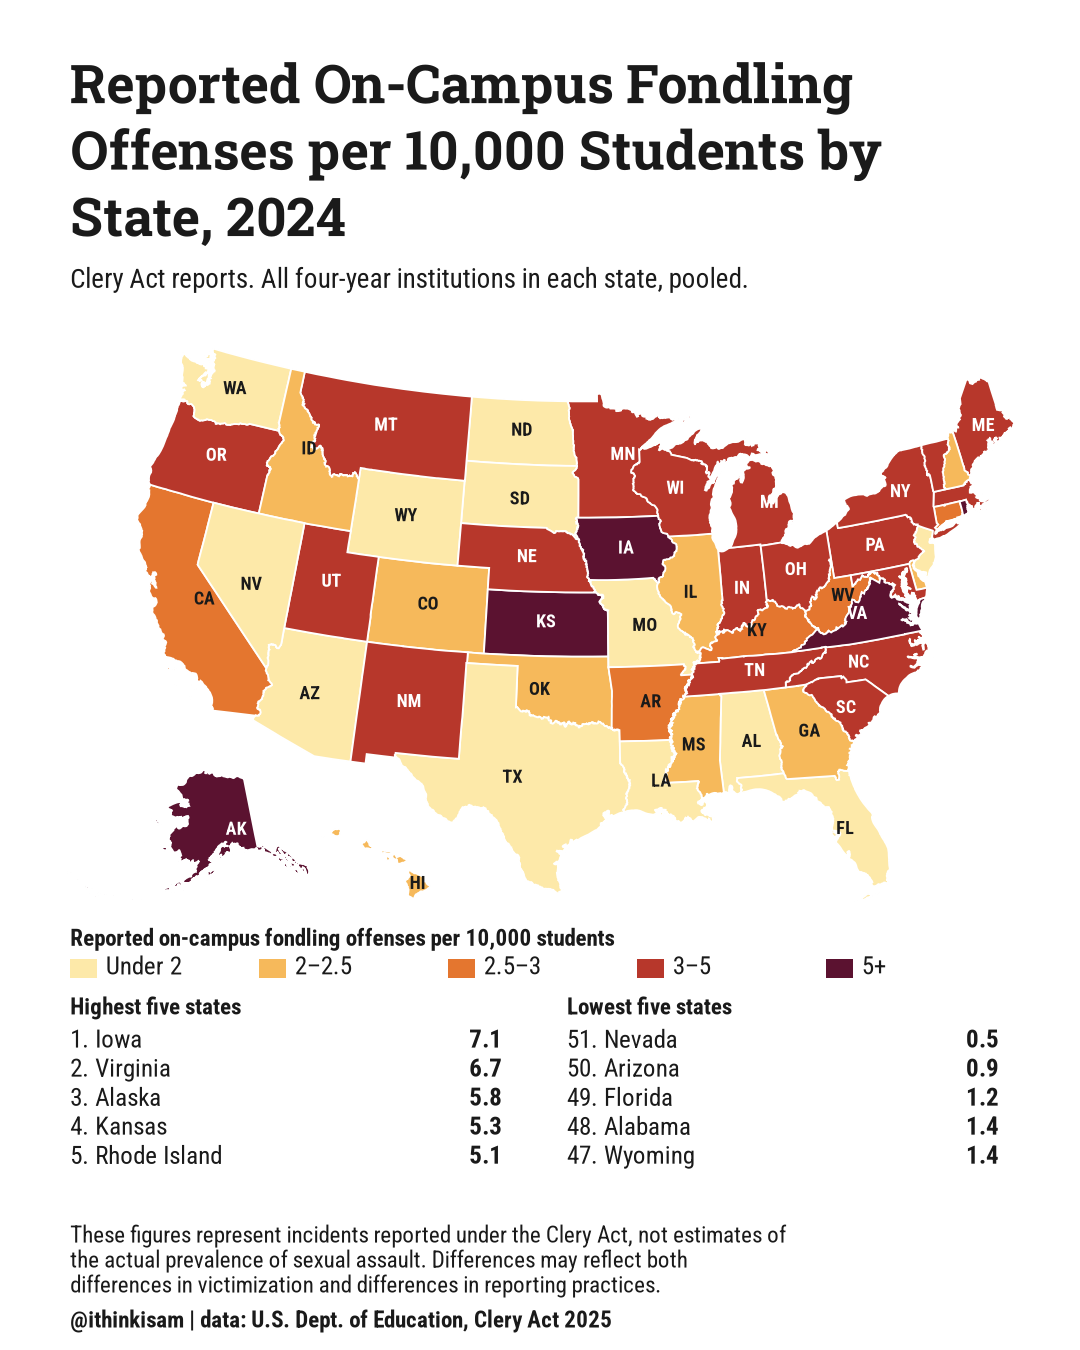 Reported On-Campus Fondling
Offenses per 10,000 Students by
State, 2024
Clery Act reports. All four-year institutions in each state, pooled.
WA
MT
ND
ME
OR
ID
MN
SD
WI
NY
MI
WY
PA
IA
NE
OH
UT
NV
IN
IL
WV
CA
CO
VA
KS
MO
KY
NC
TN
AZ
OK
NM
AR
SC
GA
MS
AL
TX
LA
AK
FL
HI
Reported on-campus fondling offenses per 10,000 students
Under 2 2–2.5 2.5–3 3–5 5+
Highest five states
1. Iowa 7.1
2. Virginia 6.7
3. Alaska 5.8
4. Kansas 5.3
5. Rhode Island 5.1
Lowest five states
51. Nevada 0.5
50. Arizona 0.9
49. Florida 1.2
48. Alabama 1.4
47. Wyoming 1.4
These figures represent incidents reported under the Clery Act, not estimates of
the actual prevalence of sexual assault. Differences may reflect both
differences in victimization and differences in reporting practices.
@ithinkisam | data: U.S. Dept. of Education, Clery Act 2025